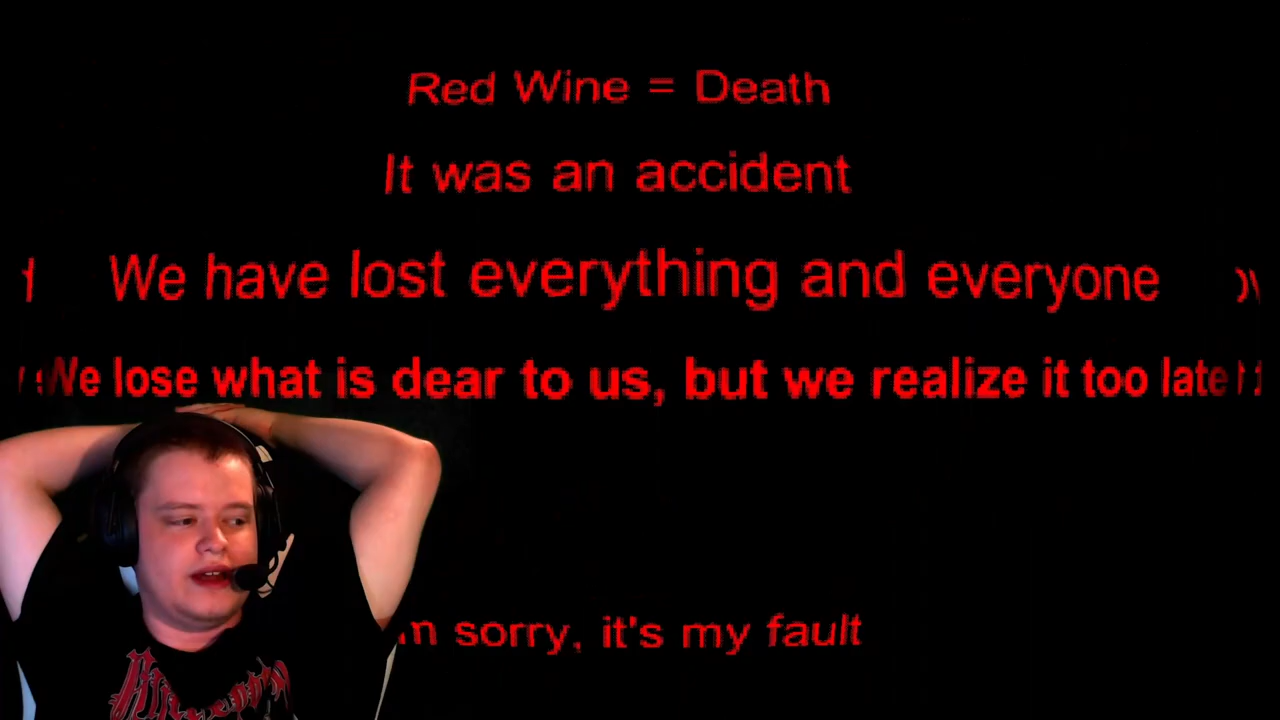 Red Wine = Death
It was an accident
We have lost everything and everyone
We lose what is dear to us, but we realize it too late
sorry, it's my fault